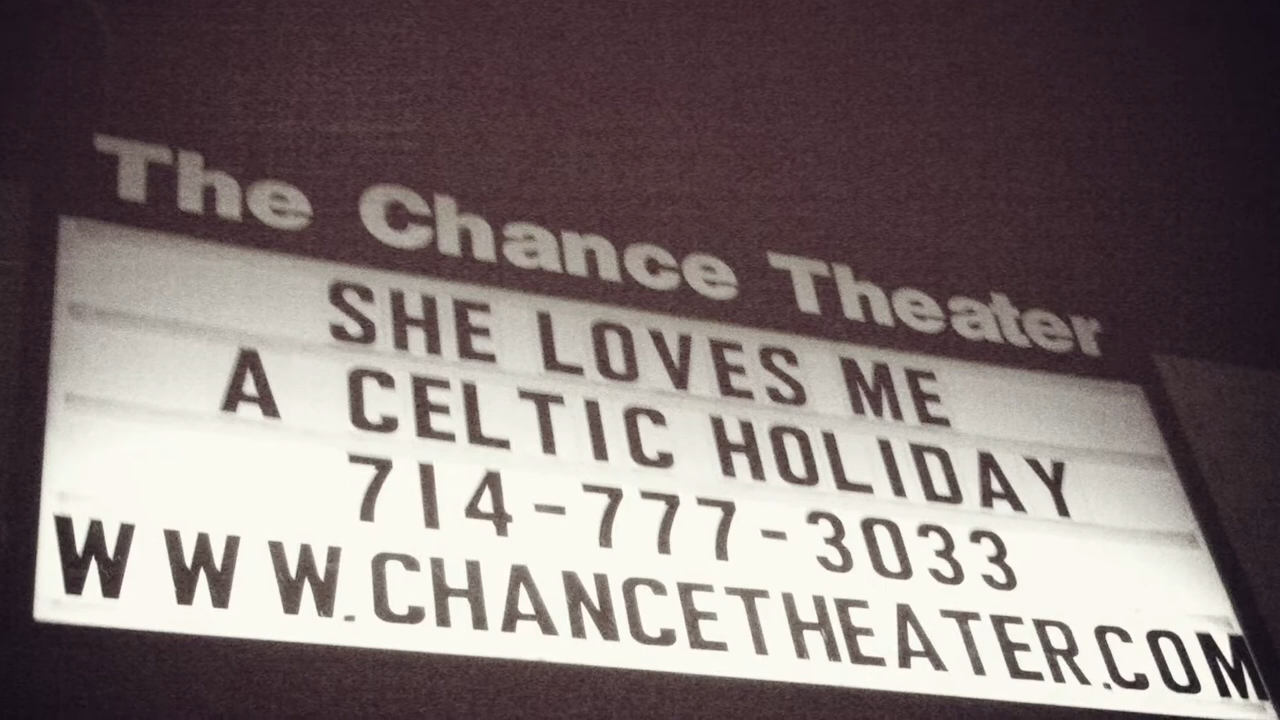 The Chance Theater
SHE LOVES ME
A CELTIC HOLIDAY
714-777-3033
WWW.CHANCETHEATER.COM